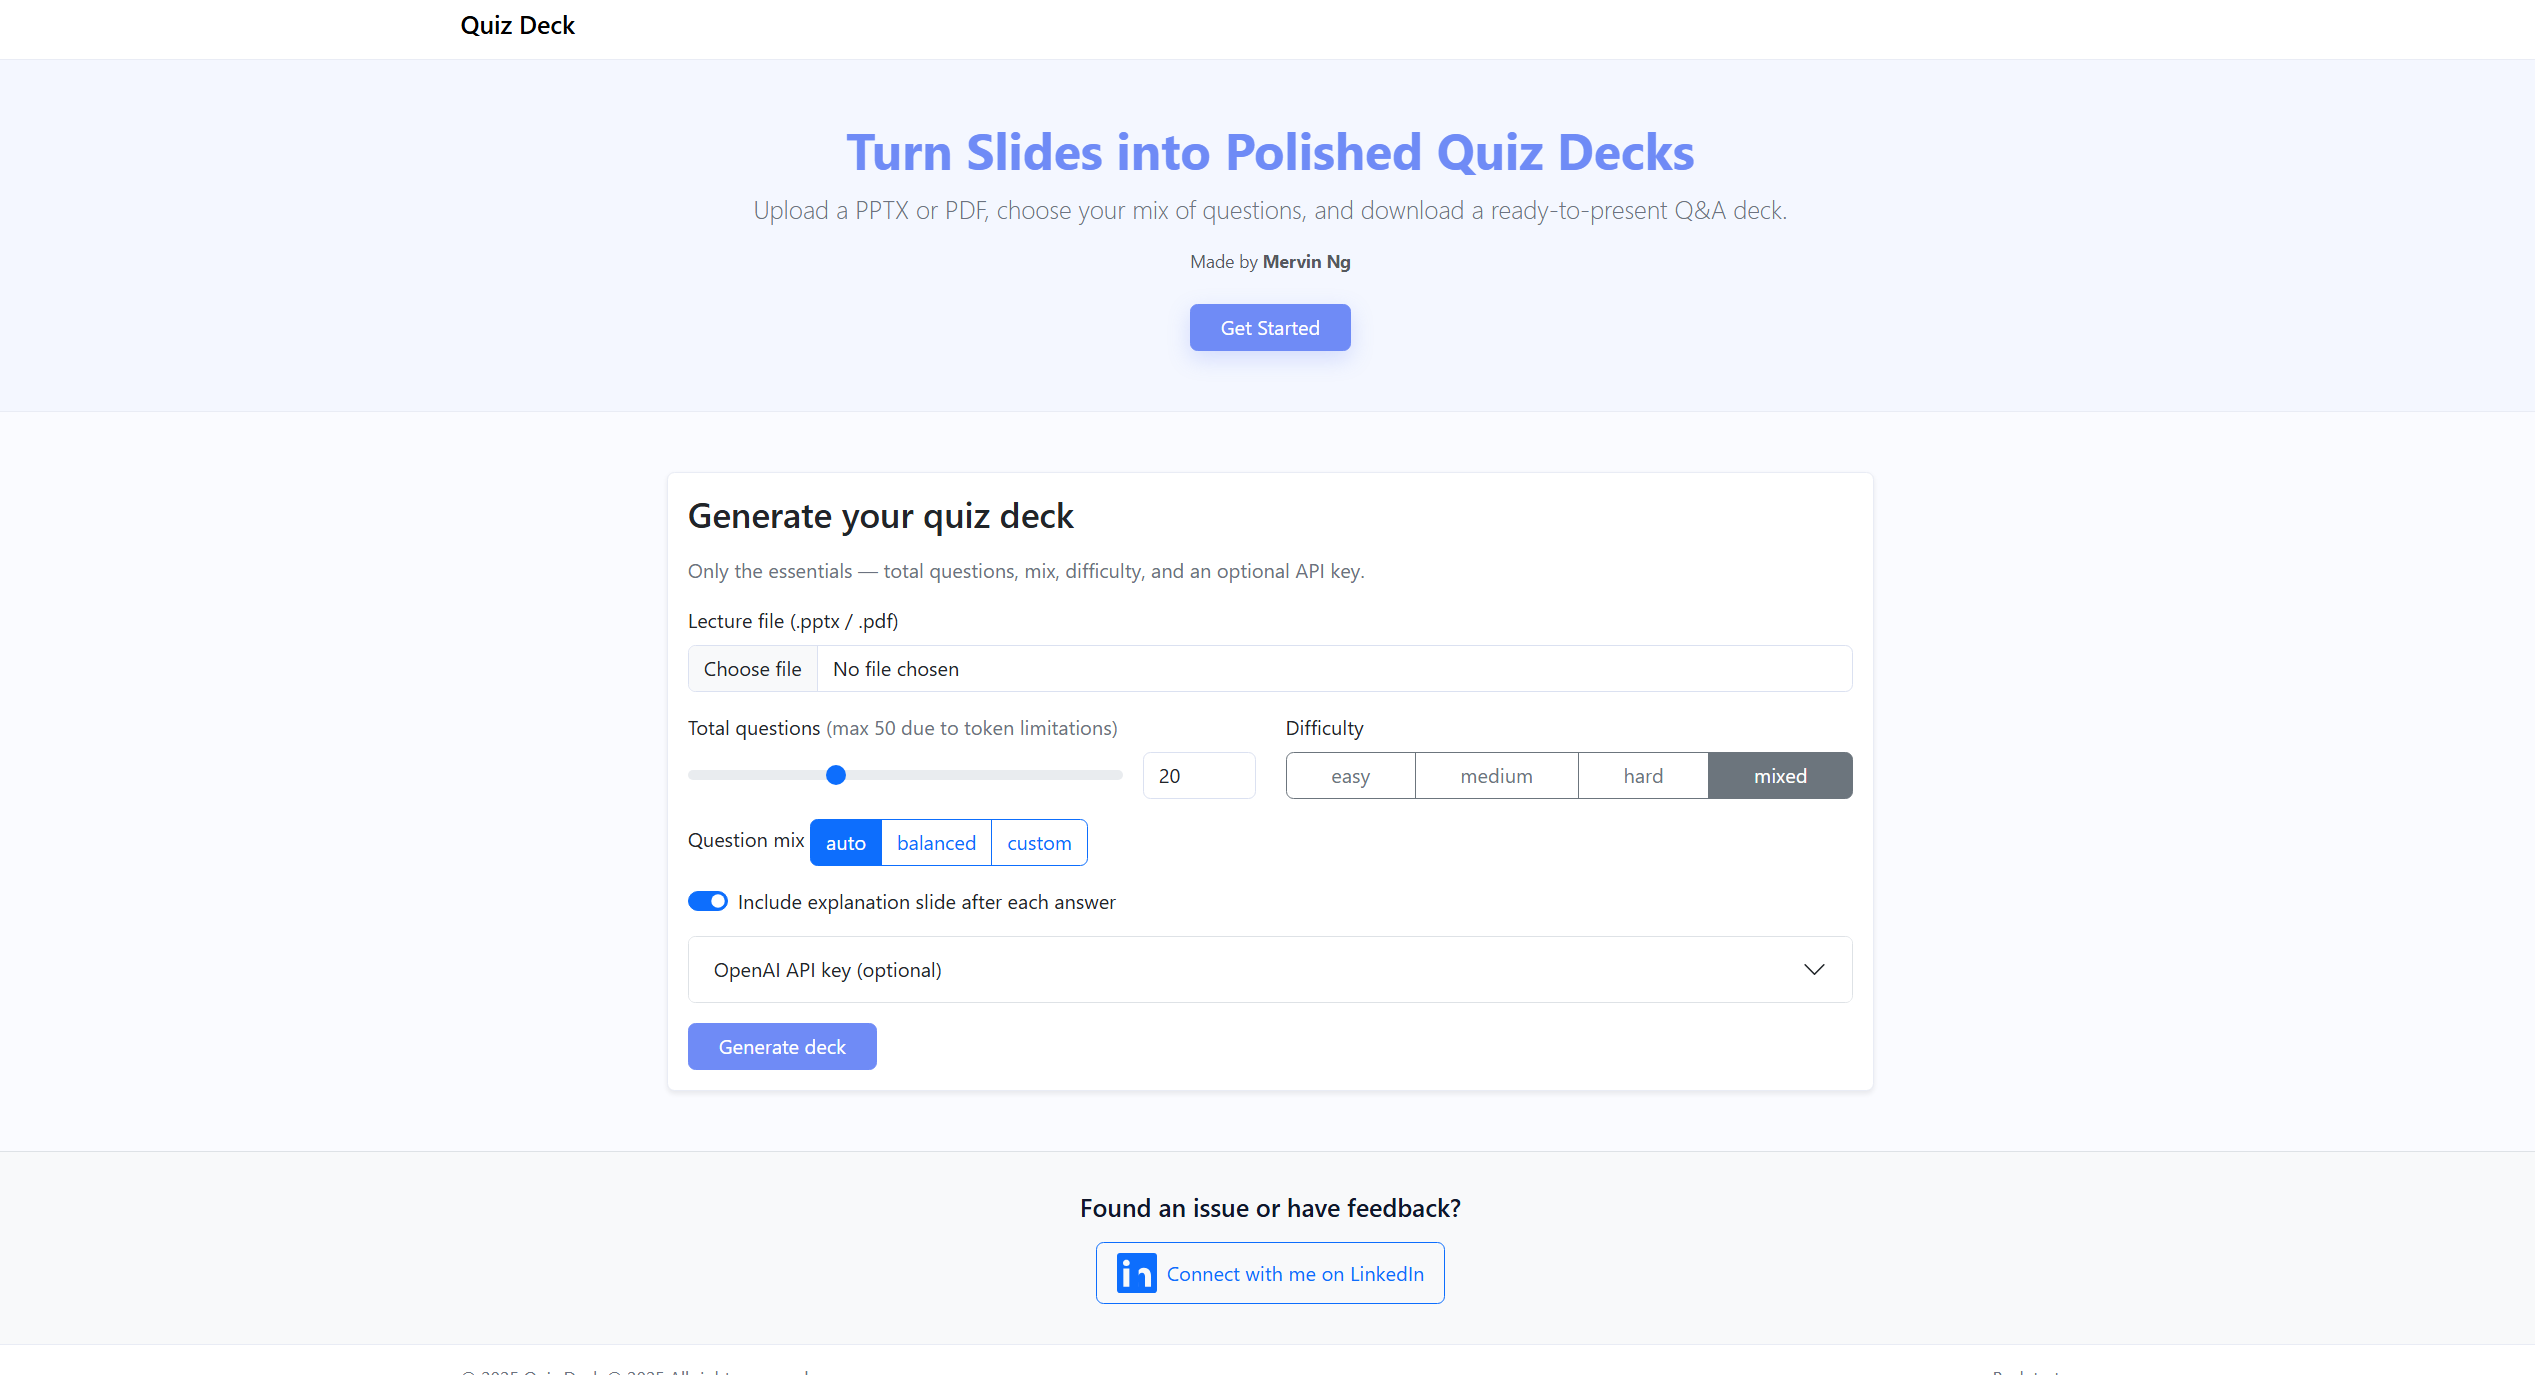 Quiz Deck
Turn Slides into Polished Quiz Decks
Upload a PPTX or PDF, choose your mix of questions, and download a ready-to-present Q&A deck.
Made by Mervin Ng
Get Started
Generate your quiz deck
Only the essentials — total questions, mix, difficulty, and an optional API key.
Lecture file (.pptx / .pdf)
Choose file No file chosen
Total questions (max 50 due to token limitations) Difficulty
20 easy medium hard mixed
Question mix auto balanced custom
Include explanation slide after each answer
OpenAI API key (optional)
Generate deck
Found an issue or have feedback?
in Connect with me on LinkedIn